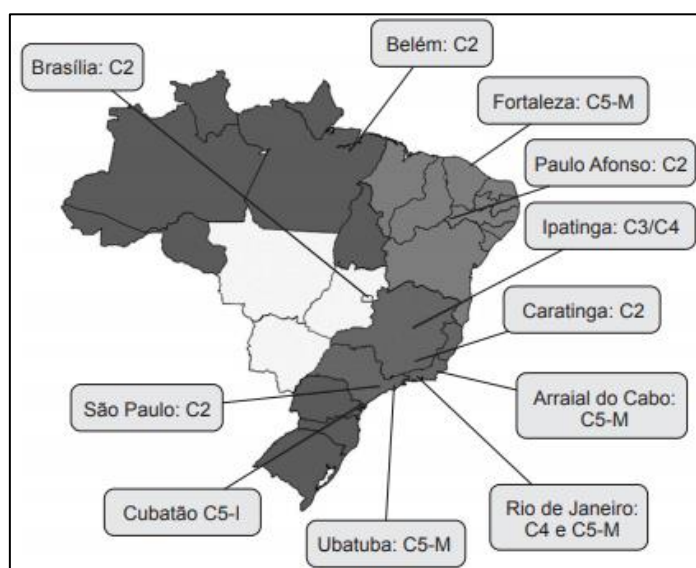 Belém: C2
Brasília: C2
Fortaleza: C5-M
Paulo Afonso: C2
Ipatinga: C3/C4
Caratinga: C2
São Paulo: C2
Arraial do Cabo:
C5-M
Cubatão C5-I
Ubatuba: C5-M
Rio de Janeiro:
C4 e C5-M